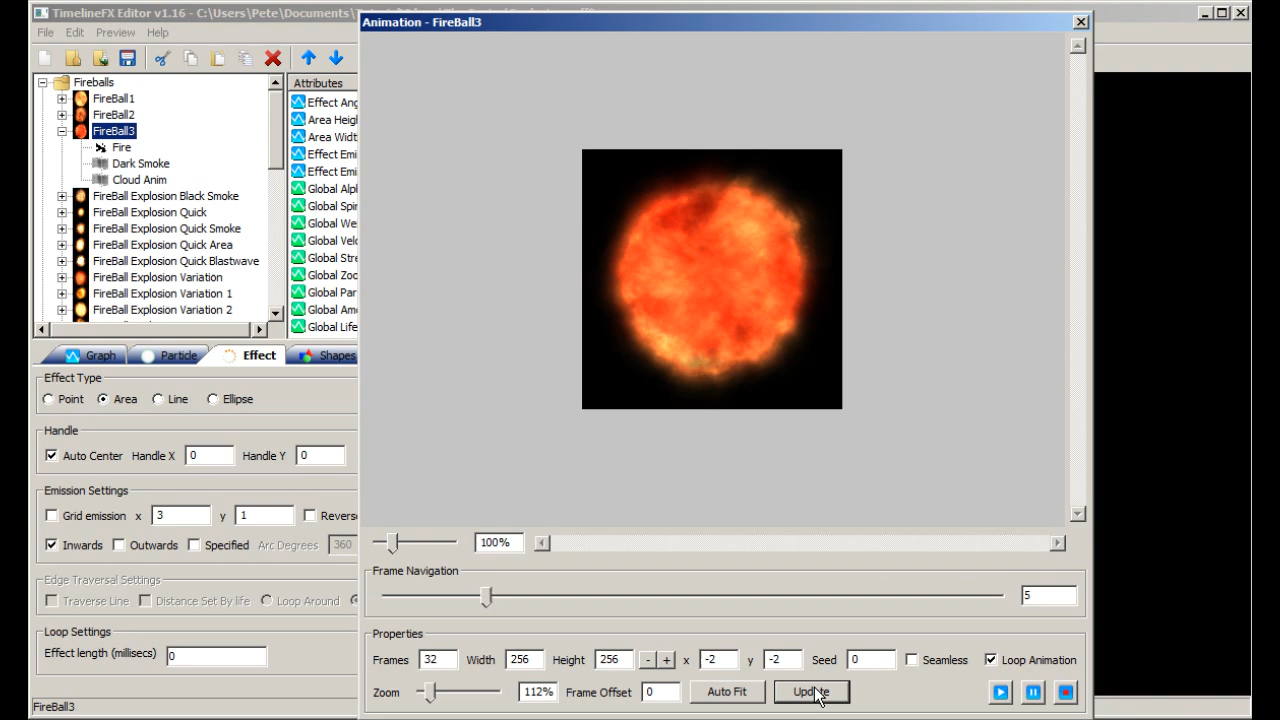 TimelineFX Editor v1.16 - C:\Users\Pete\Documents\
Animation - FireBall3
File Edit Preview Help
Fireballs
Attributes
FireBall1
Effect Ang
FireBall2
Area Heig
FireBall3
Area Widt
Fire
Effect Emi
Dark Smoke
Effect Emi
Cloud Anim
Global Alp
FireBall Explosion Black Smoke
Global Spi
FireBall Explosion Quick
Global We
FireBall Explosion Quick Smoke
Global Vel
FireBall Explosion Quick Area
Global Stre
FireBall Explosion Quick Blastwave
Global Zoo
FireBall Explosion Variation
Global Par
FireBall Explosion Variation 1
Global Amo
FireBall Explosion Variation 2
Global Life
Graph Particle Effect Shapes
Effect Type
Point Area Line Ellipse
Handle
Auto Center Handle X 0 Handle Y 0
Emission Settings
Grid emission x 3 y 1 Reverse
Inwards Outwards Specified Arc Degrees 360
Edge Traversal Settings
Traverse Line Distance Set By life Loop Around
Loop Settings
Effect length (millisecs) 0
FireBall3
100%
Frame Navigation
5
Properties
Frames 32 Width 256 Height 256 - + x -2 y -2 Seed 0 Seamless Loop Animation
Zoom 112% Frame Offset 0 Auto Fit Update